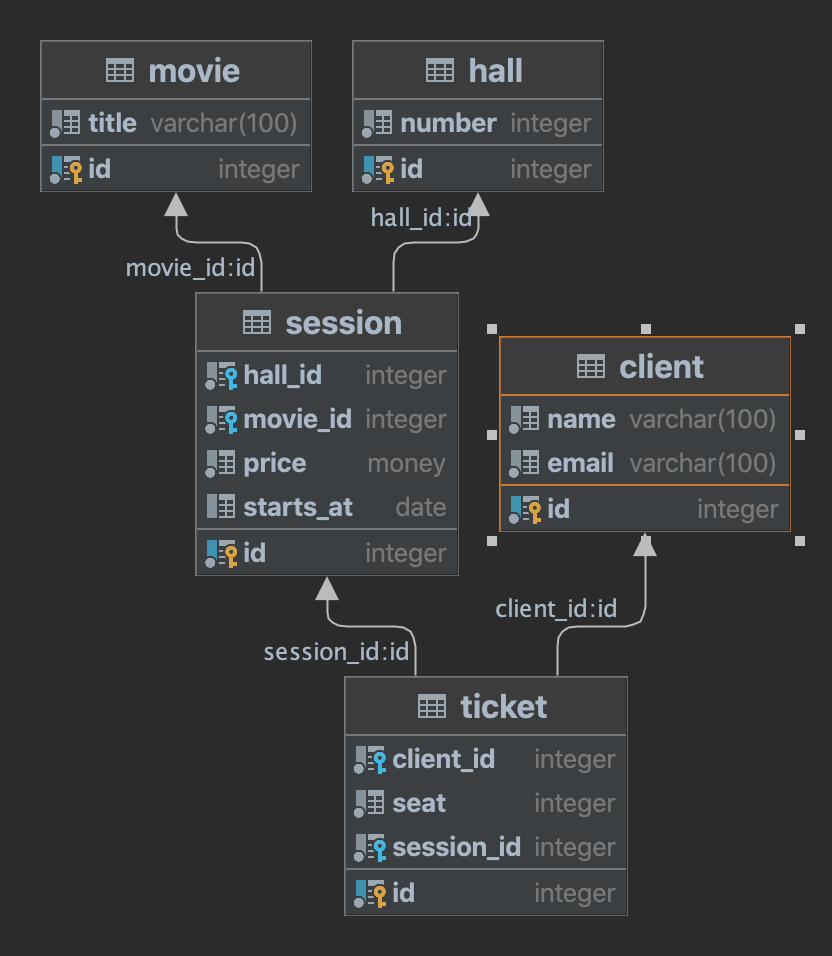 movie
title varchar(100)
id integer
hall
number integer
id integer
movie_id:id
hall_id:id
session
hall_id integer
movie_id integer
price money
starts_at date
id integer
client
name varchar(100)
email varchar(100)
id integer
session_id:id
client_id:id
ticket
client_id integer
seat integer
session_id integer
id integer